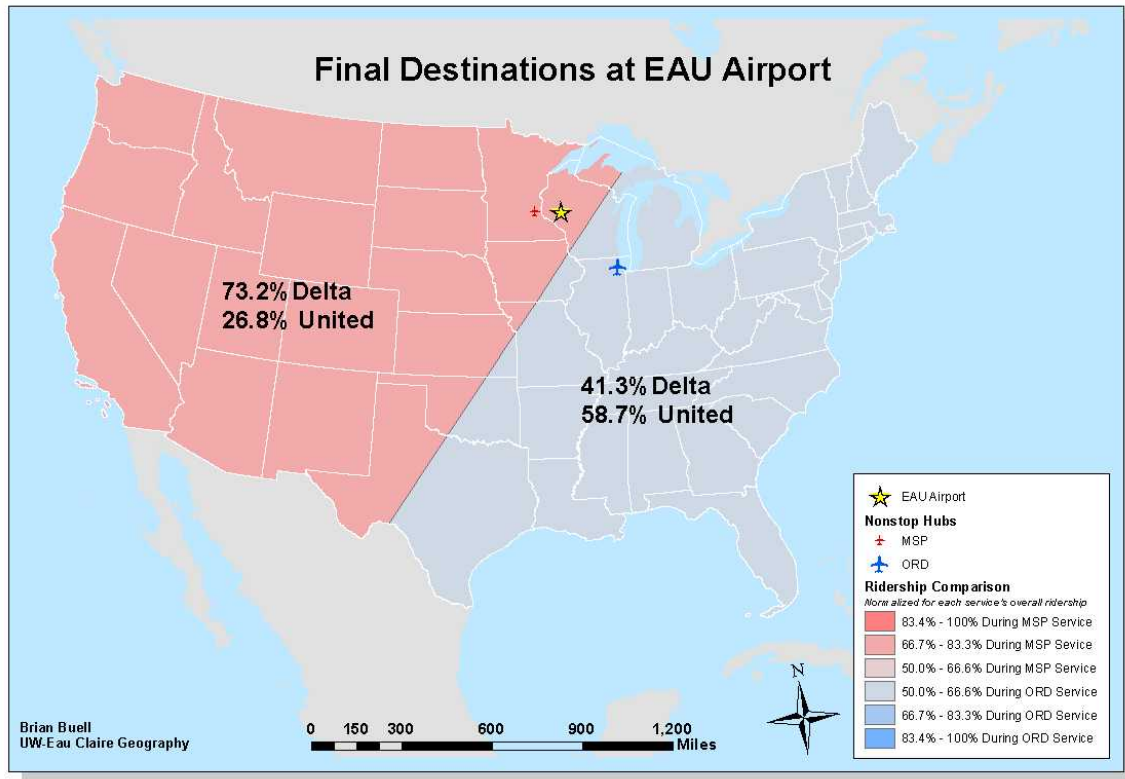 Final Destinations at EAU Airport
73.2% Delta
26.8% United
41.3% Delta
58.7% United
EAU Airport
Nonstop Hubs
MSP
ORD
Ridership Comparison
Normalized for each service's overall ridership
83.4% - 100% During MSP Service
66.7% - 83.3% During MSP Sevice
50.0% - 66.6% During MSP Service
50.0% - 66.6% During ORD Service
66.7% - 83.3% During ORD Service
83.4% - 100% During ORD Service
N
Brian Buell
UW-Eau Claire Geography
0 150 300 600 900 1,200
Miles